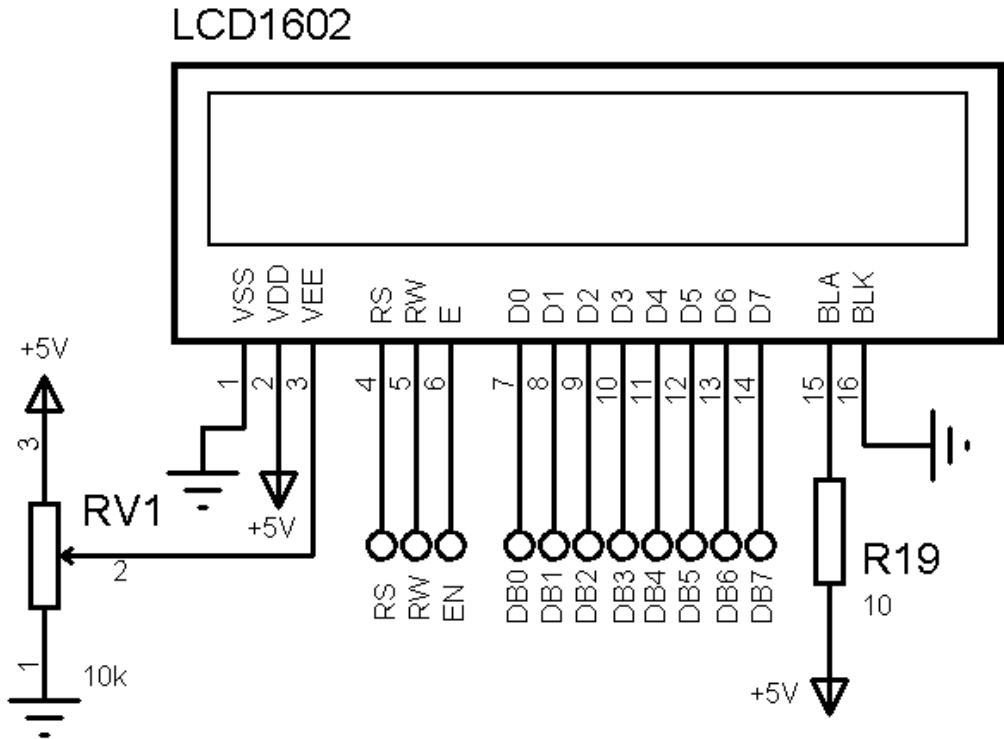 LCD1602
VSS VDD VEE RS RW E D0 D1 D2 D3 D4 D5 D6 D7 BLA BLK
1 2 3 4 5 6 7 8 9 10 11 12 13 14 15 16
+5V
3
RV1
+5V
2
1
10k
RS RW EN DB0 DB1 DB2 DB3 DB4 DB5 DB6 DB7
R19
10
+5V